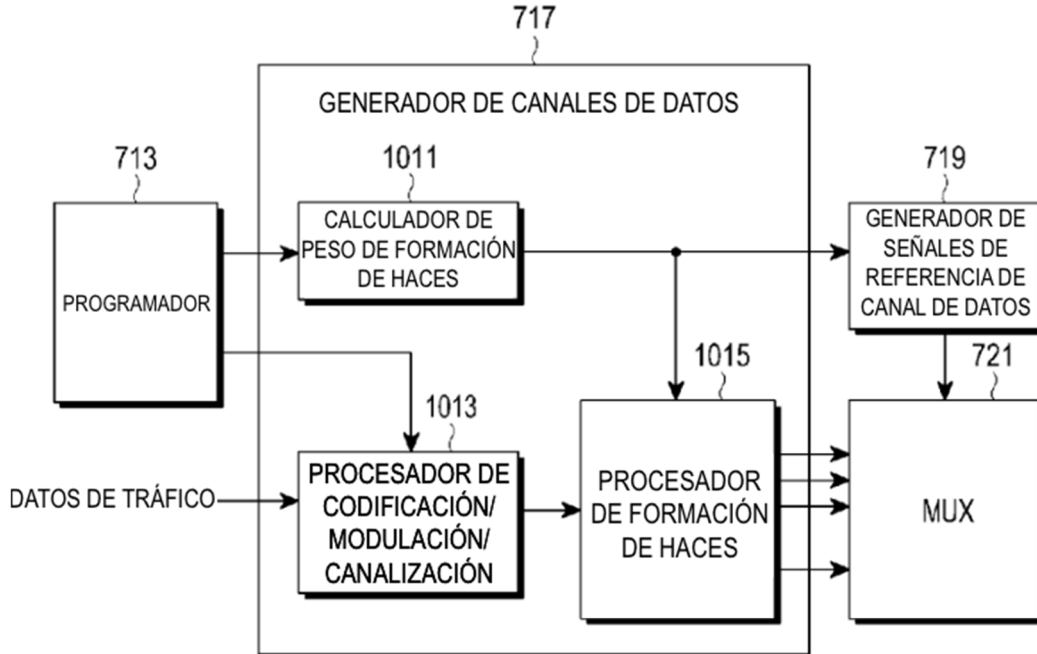 717
GENERADOR DE CANALES DE DATOS
713
PROGRAMADOR
1011
CALCULADOR DE
PESO DE FORMACIÓN
DE HACES
719
GENERADOR DE
SEÑALES DE
REFERENCIA DE
CANAL DE DATOS
1013
PROCESADOR DE
CODIFICACIÓN/
MODULACIÓN/
CANALIZACIÓN
1015
PROCESADOR
DE FORMACIÓN
DE HACES
721
MUX
DATOS DE TRÁFICO